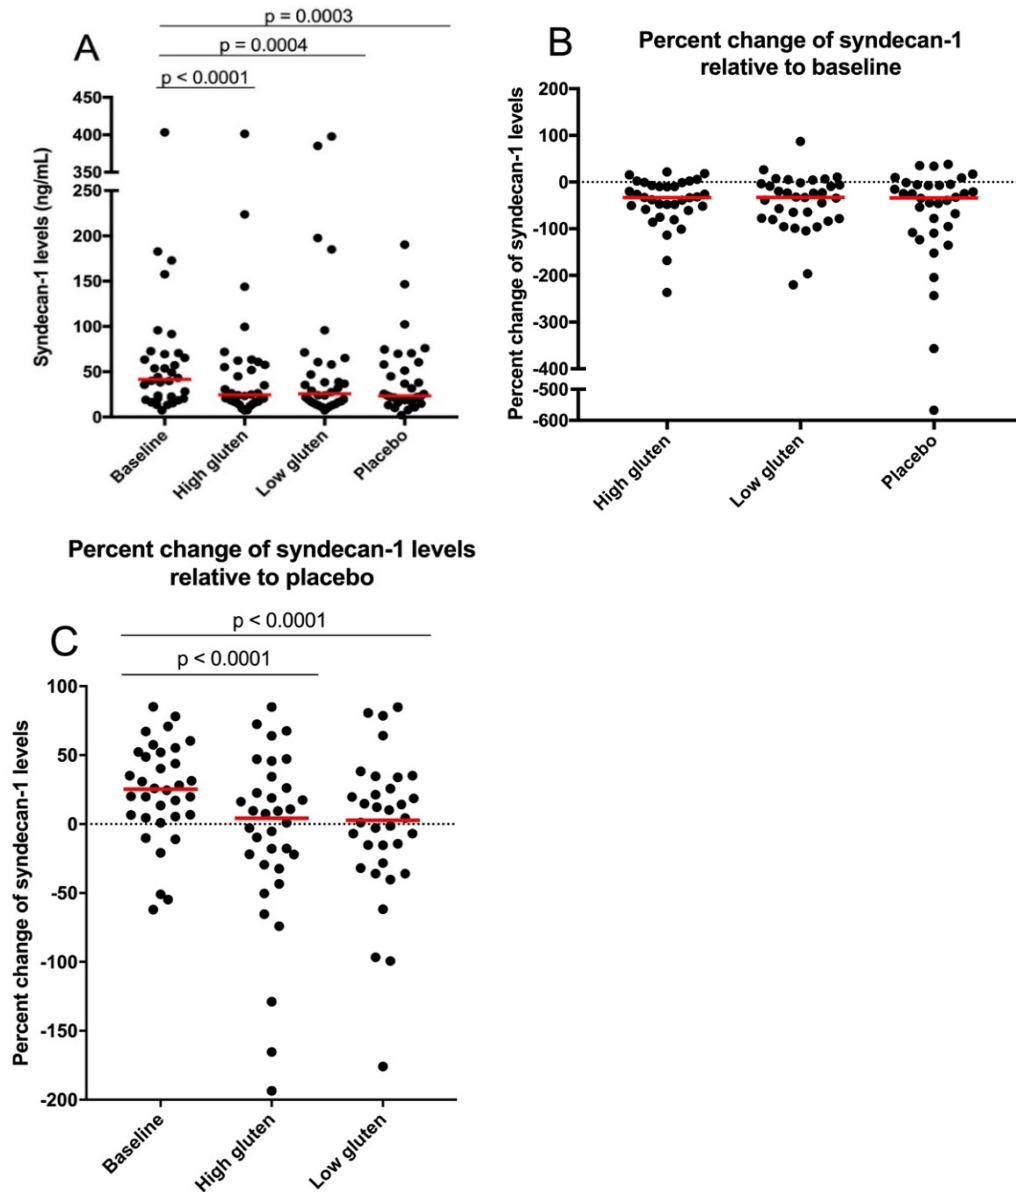 A
p = 0.0003
p = 0.0004
p < 0.0001
Syndecan-1 levels (ng/mL)
450
400
350
250
200
150
100
50
0
Baseline
High gluten
Low gluten
Placebo
B
Percent change of syndecan-1
relative to baseline
Percent change of syndecan-1 levels
200
100
0
-100
-200
-300
-400
-500
-600
High gluten
Low gluten
Placebo
Percent change of syndecan-1 levels
relative to placebo
C
p < 0.0001
p < 0.0001
Percent change of syndecan-1 levels
100
50
0
-50
-100
-150
-200
Baseline
High gluten
Low gluten